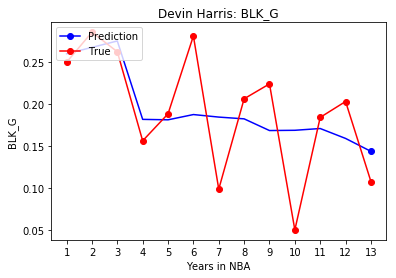 Devin Harris: BLK_G
Prediction
True
0.25
0.20
0.15
0.10
0.05
BLK_G
1 2 3 4 5 6 7 8 9 10 11 12 13
Years in NBA